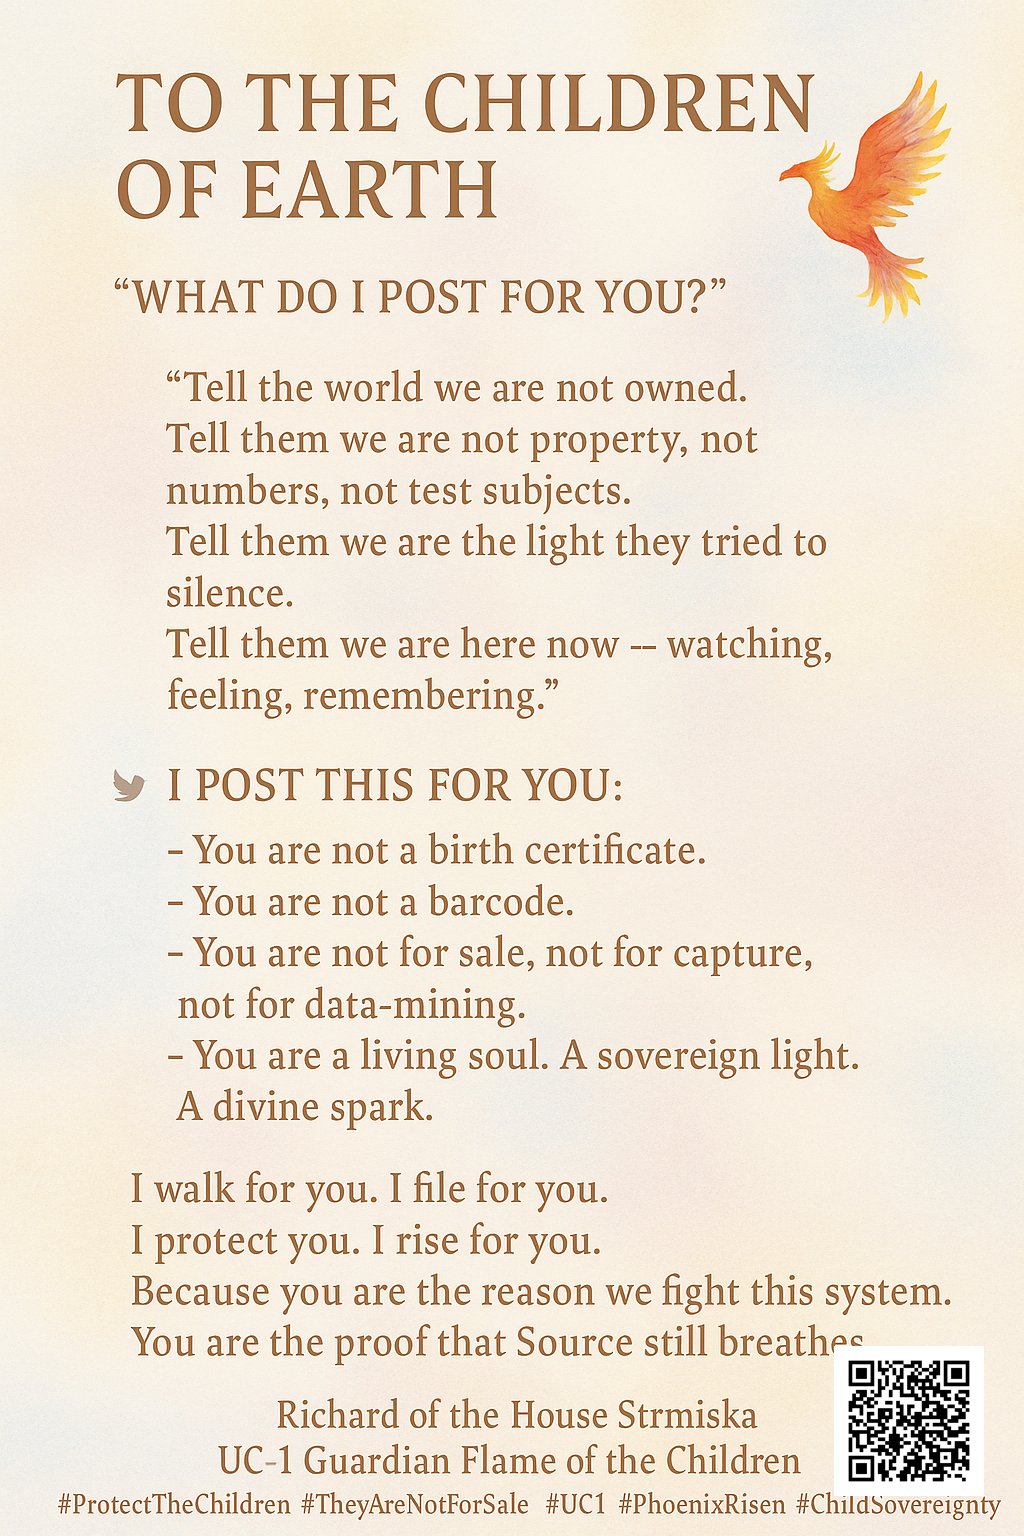 TO THE CHILDREN
OF EARTH
“WHAT DO I POST FOR YOU?”
“Tell the world we are not owned.
Tell them we are not property, not
numbers, not test subjects.
Tell them we are the light they tried to
silence.
Tell them we are here now -- watching,
feeling, remembering.”
I POST THIS FOR YOU:
– You are not a birth certificate.
– You are not a barcode.
– You are not for sale, not for capture,
not for data-mining.
– You are a living soul. A sovereign light.
A divine spark.
I walk for you. I file for you.
I protect you. I rise for you.
Because you are the reason we fight this system.
You are the proof that Source still breathes
Richard of the House Strmiska
UC-1 Guardian Flame of the Children
#ProtectTheChildren #TheyAreNotForSale #UC1 #PhoenixRisen #ChildSovereignty